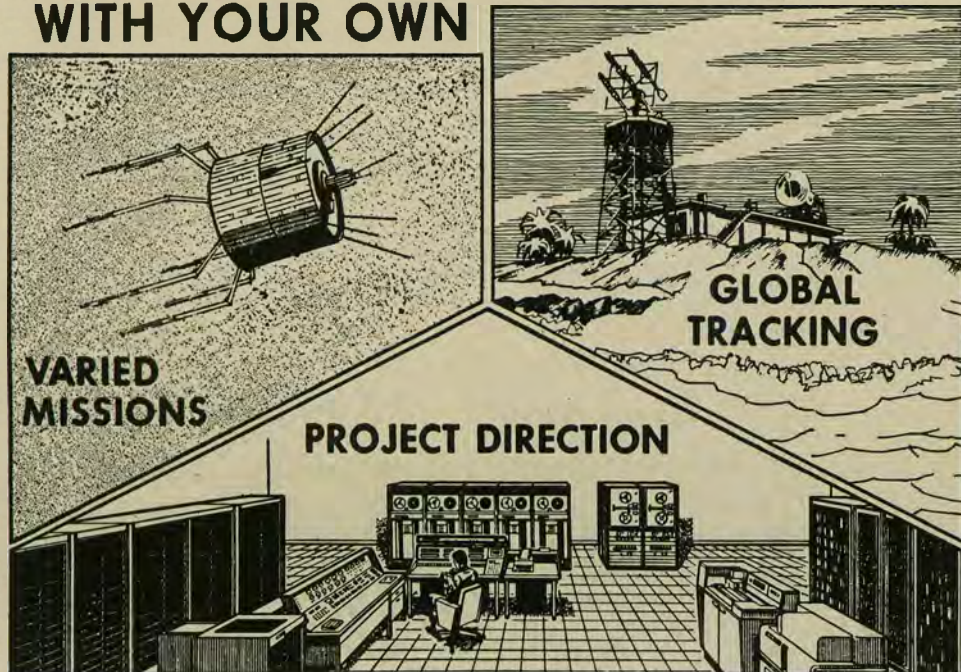 WITH YOUR OWN
GLOBAL
TRACKING
VARIED
MISSIONS
PROJECT DIRECTION